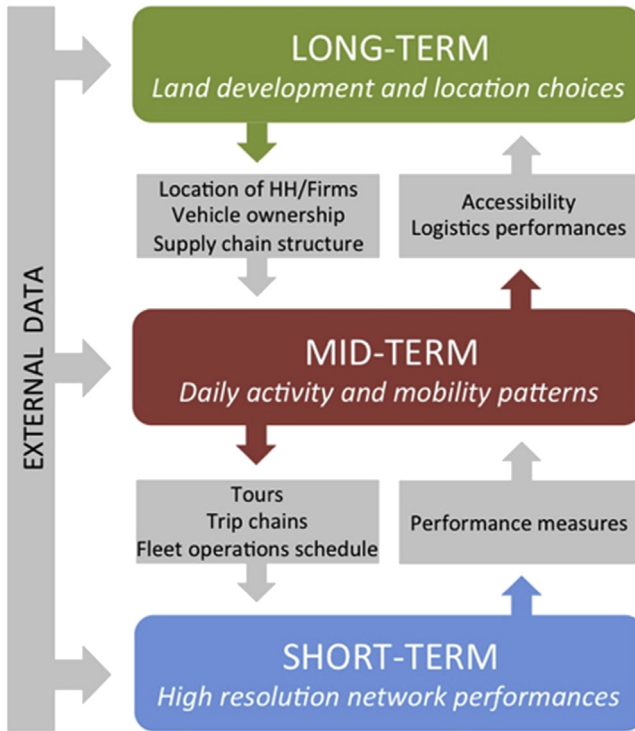 LONG-TERM
Land development and location choices
Location of HH/Firms
Vehicle ownership
Supply chain structure
Accessibility
Logistics performances
EXTERNAL DATA
MID-TERM
Daily activity and mobility patterns
Tours
Trip chains
Fleet operations schedule
Performance measures
SHORT-TERM
High resolution network performances